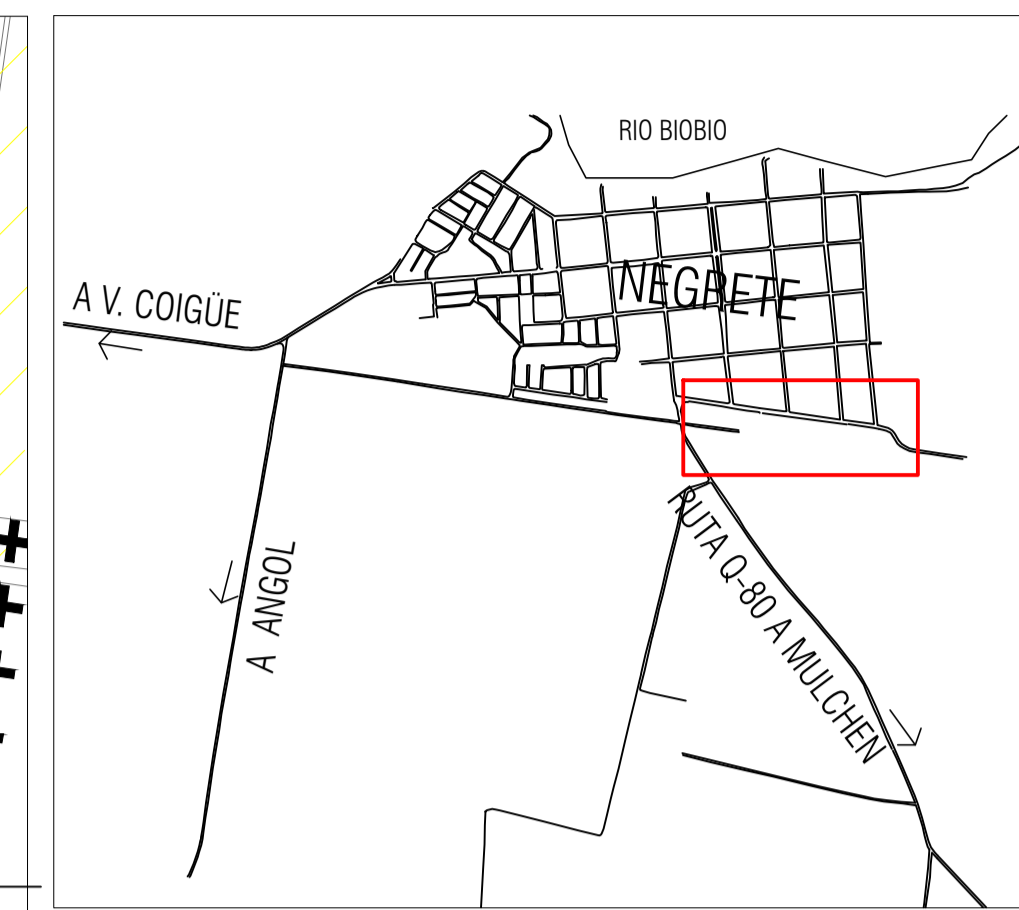 RIO BIOBIO
NEGRETE
A V. COIGÜE
A ANGOL
RUTA Q-80 A MULCHEN